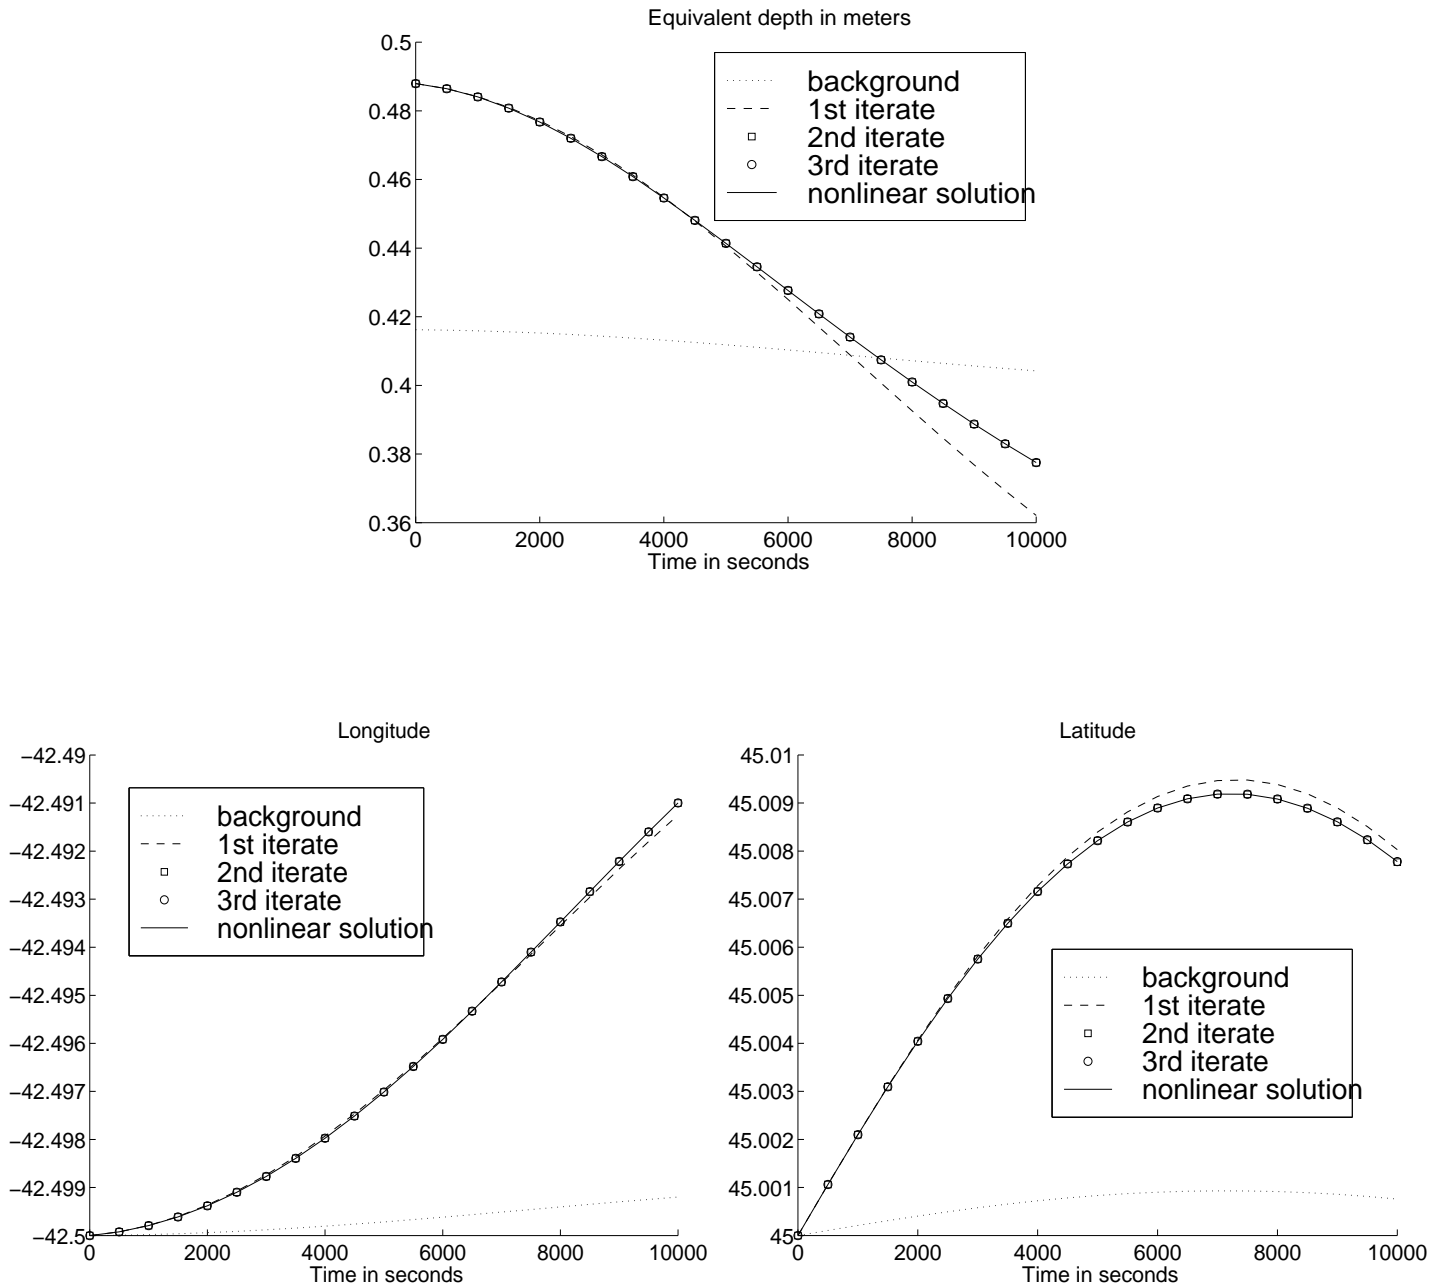 Equivalent depth in meters
0.5
0.48
0.46
0.44
0.42
0.4
0.38
0.36
background
1st iterate
2nd iterate
3rd iterate
nonlinear solution
0 2000 4000 6000 8000 10000
Time in seconds
Longitude
−42.49
−42.491
−42.492
−42.493
−42.494
−42.495
−42.496
−42.497
−42.498
−42.499
−42.5
background
1st iterate
2nd iterate
3rd iterate
nonlinear solution
0 2000 4000 6000 8000 10000
Time in seconds
Latitude
45.01
45.009
45.008
45.007
45.006
45.005
45.004
45.003
45.002
45.001
45
background
1st iterate
2nd iterate
3rd iterate
nonlinear solution
0 2000 4000 6000 8000 10000
Time in seconds